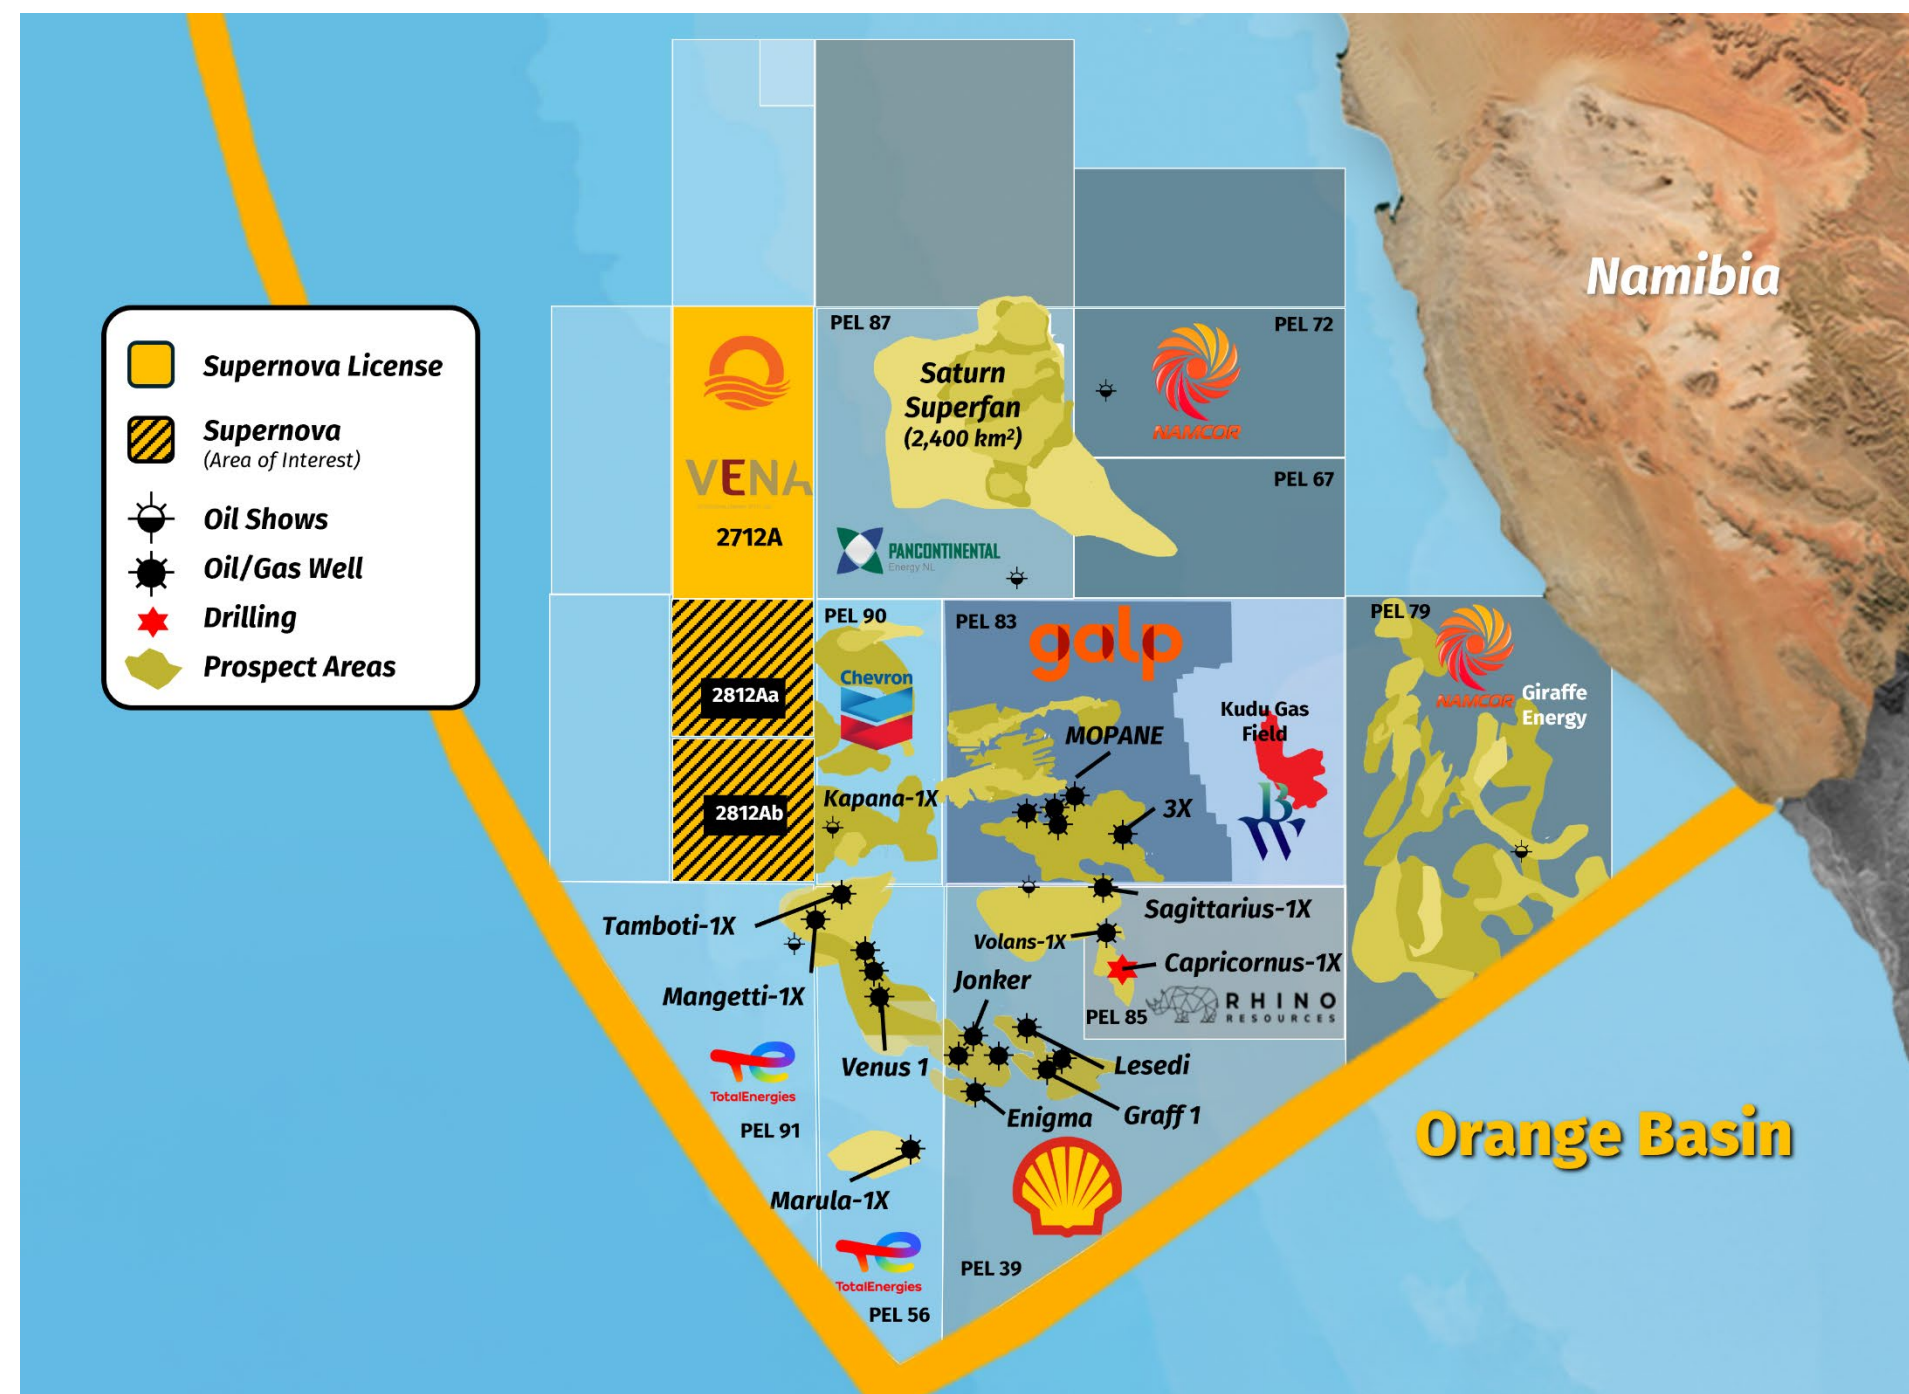 Namibia
Supernova License
Supernova
(Area of Interest)
Oil Shows
Oil/Gas Well
Drilling
Prospect Areas
PEL 87
Saturn
Superfan
(2,400 km²)
PEL 72
NAMCOR
VENA
2712A
PEL 67
PANCONTINENTAL
Energy NL
2812Aa
2812Ab
PEL 90
Chevron
Kapana-1X
PEL 83
galp
MOPANE
3X
Kudu Gas
Field
BW
PEL 79
NAMCOR
Giraffe
Energy
Tamboti-1X
Mangetti-1X
Venus 1
Sagittarius-1X
Volans-1X
Capricornus-1X
RHINO
RESOURCES
PEL 85
Jonker
Lesedi
Graff 1
Enigma
TotalEnergies
PEL 91
Marula-1X
TotalEnergies
PEL 56
PEL 39
Orange Basin